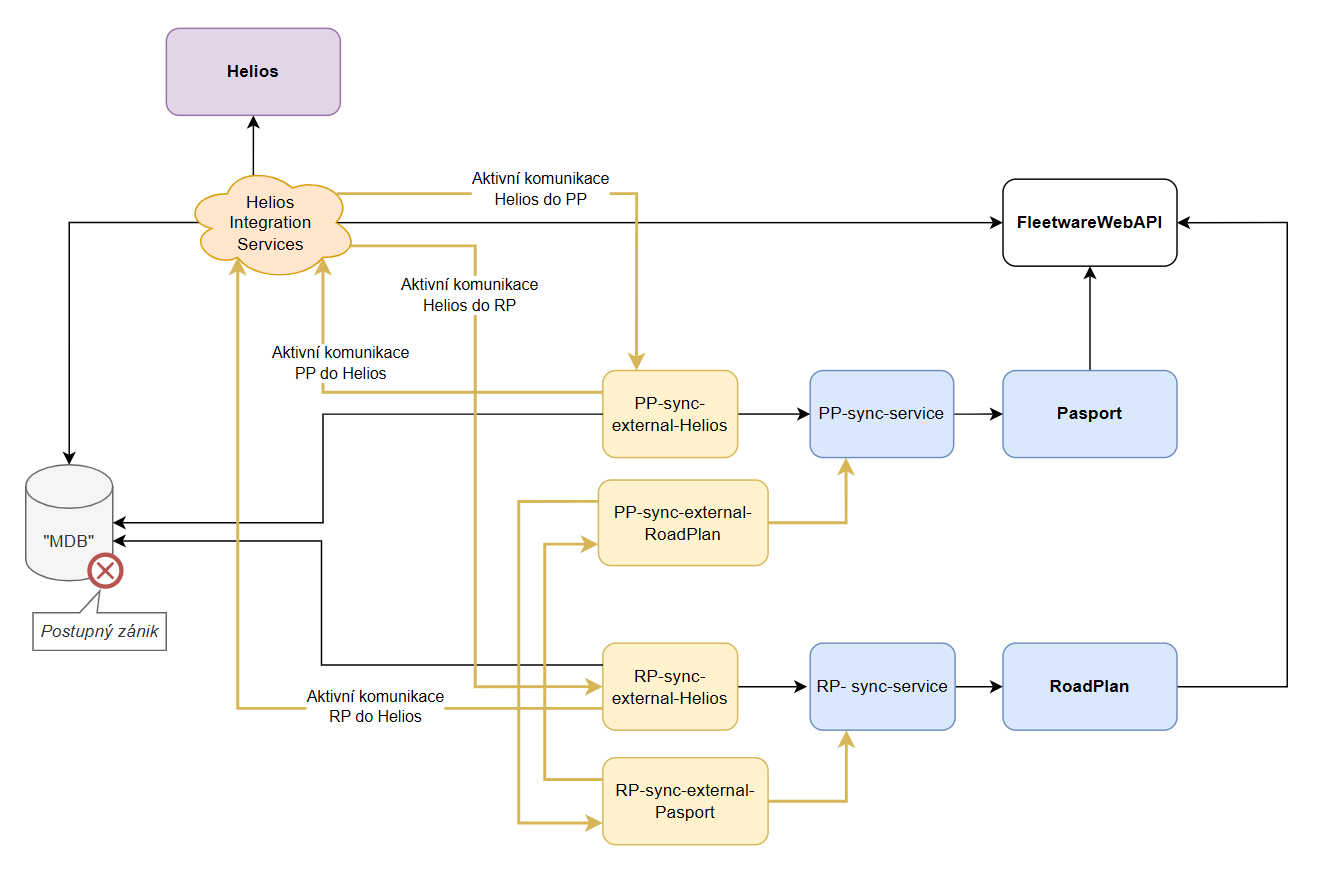 Helios
Helios
Integration
Services
Aktivní komunikace
Helios do PP
FleetwareWebAPI
Aktivní komunikace
Helios do RP
Aktivní komunikace
PP do Helios
PP-sync-
external-Helios
PP-sync-service
Pasport
"MDB"
PP-sync-external-
RoadPlan
Postupný zánik
RP-sync-
external-Helios
RP- sync-service
RoadPlan
Aktivní komunikace
RP do Helios
RP-sync-external-
Pasport